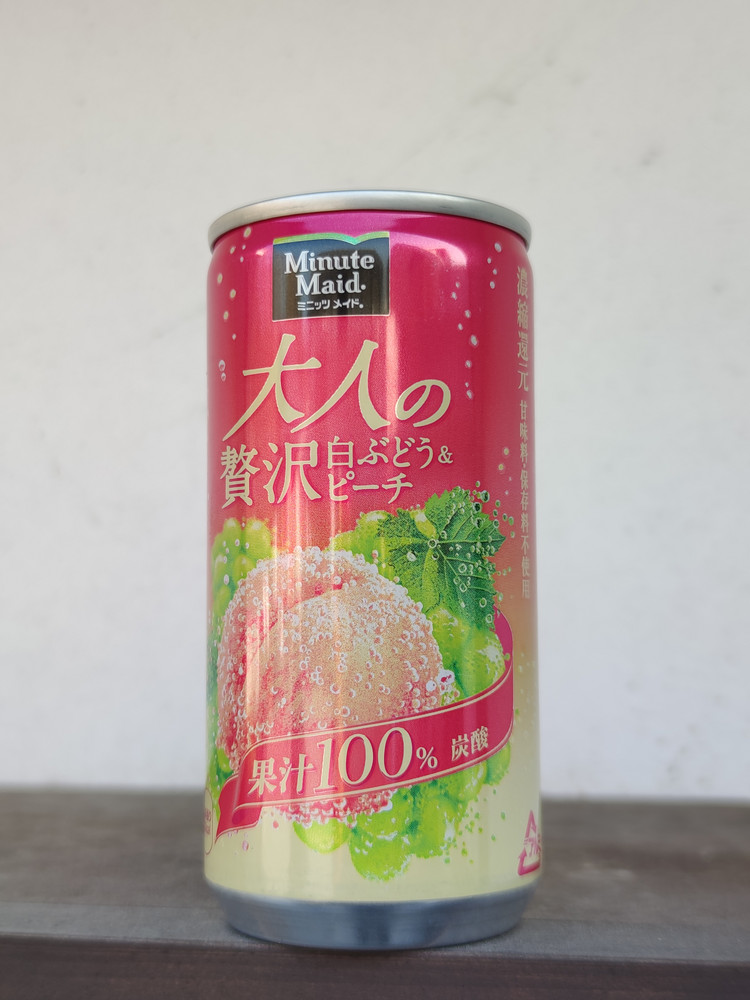 Minute
Maid.
ミニッツ メイド。
大人の
贅沢
白ぶどう&
ピーチ
果汁100% 炭酸
濃縮還元 甘味料・保存料不使用